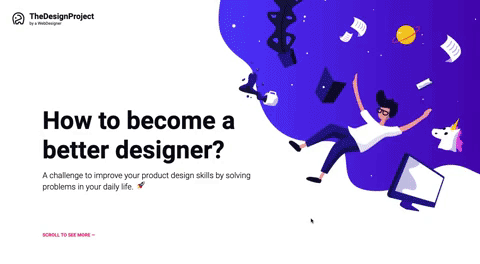 TheDesignProject
by a WebDesigner
How to become a
better designer?
A challenge to improve your product design skills by solving
problems in your daily life. 🚀
SCROLL TO SEE MORE —